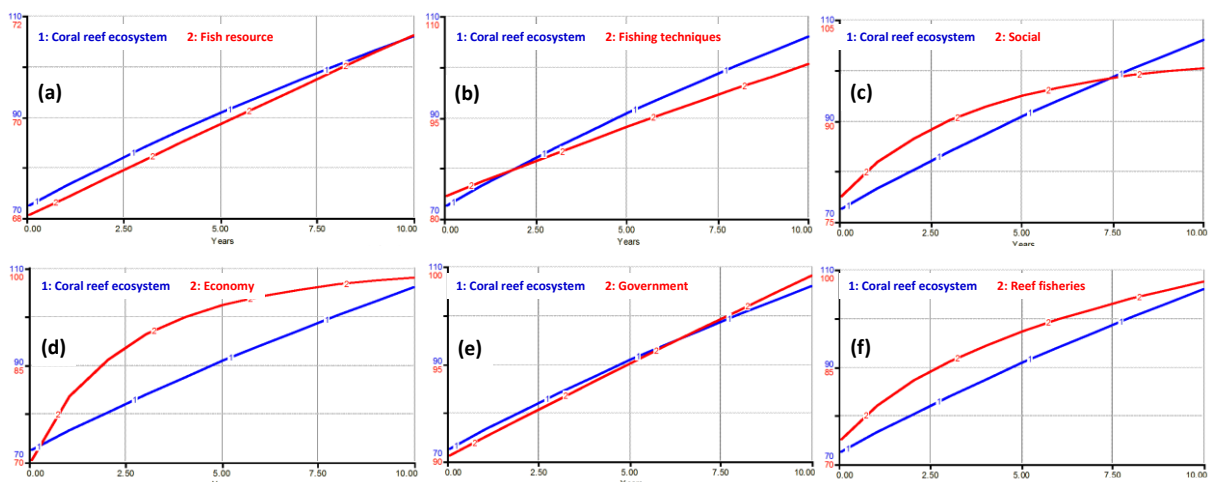 110
72
1: Coral reef ecosystem 2: Fish resource
(a)
90
70
70
68
0.00 2.50 5.00 7.50 10.00
Years
110
110
1: Coral reef ecosystem 2: Fishing techniques
(b)
90
95
70
80
0.00 2.50 5.00 7.50 10.00
Years
110
105
1: Coral reef ecosystem 2: Social
(c)
90
90
70
75
0.00 2.50 5.00 7.50 10.00
Years
110
100
1: Coral reef ecosystem 2: Economy
(d)
90
85
70
70
0.00 2.50 5.00 7.50 10.00
110
100
1: Coral reef ecosystem 2: Government
(e)
90
95
70
90
0.00 2.50 5.00 7.50 10.00
Years
110
100
1: Coral reef ecosystem 2: Reef fisheries
(f)
90
85
70
70
0.00 2.50 5.00 7.50 10.00